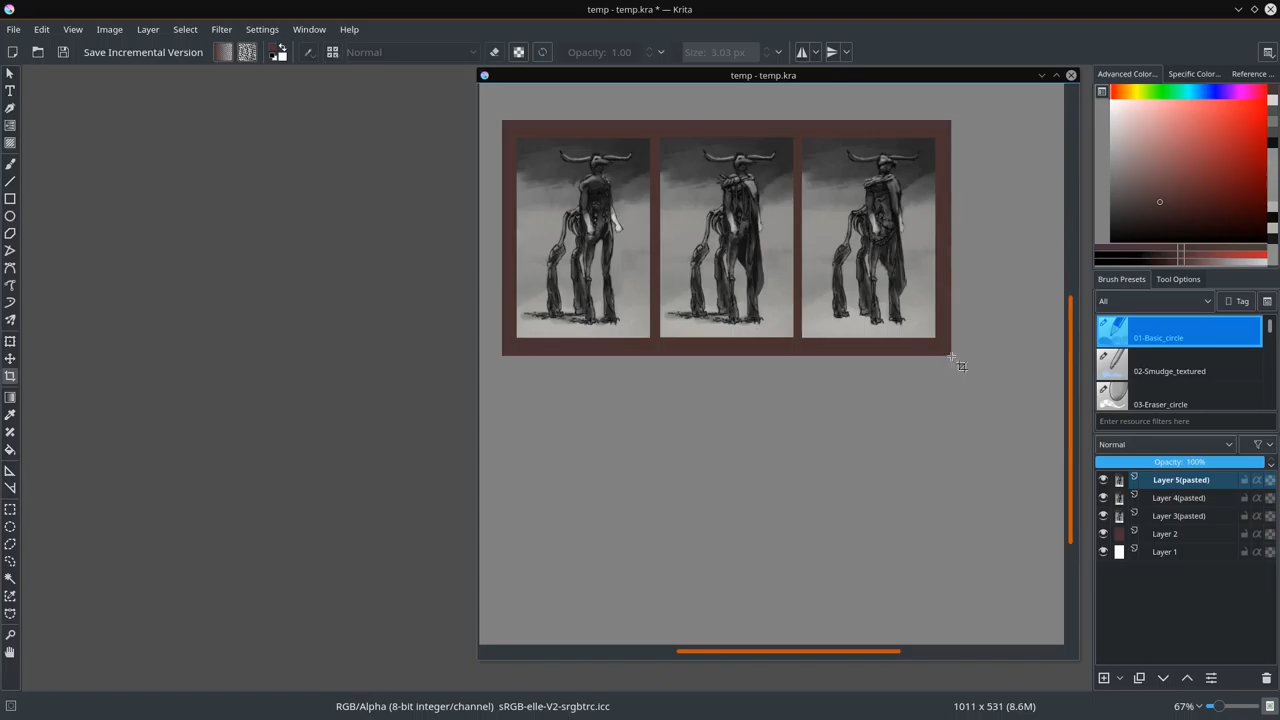 temp - temp.kra * — Krita
File Edit View Image Layer Select Filter Settings Window Help
Save Incremental Version Normal Opacity: 1.00 Size: 3.03 px
temp - temp.kra
Advanced Color... Specific Color... Reference ...
Brush Presets Tool Options
All Tag
01-Basic_circle
02-Smudge_textured
03-Eraser_circle
Enter resource filters here
Normal
Opacity: 100%
Layer 5(pasted)
Layer 4(pasted)
Layer 3(pasted)
Layer 2
Layer 1
RGB/Alpha (8-bit integer/channel) sRGB-elle-V2-srgbtrc.icc 1011 x 531 (8.6M) 67%